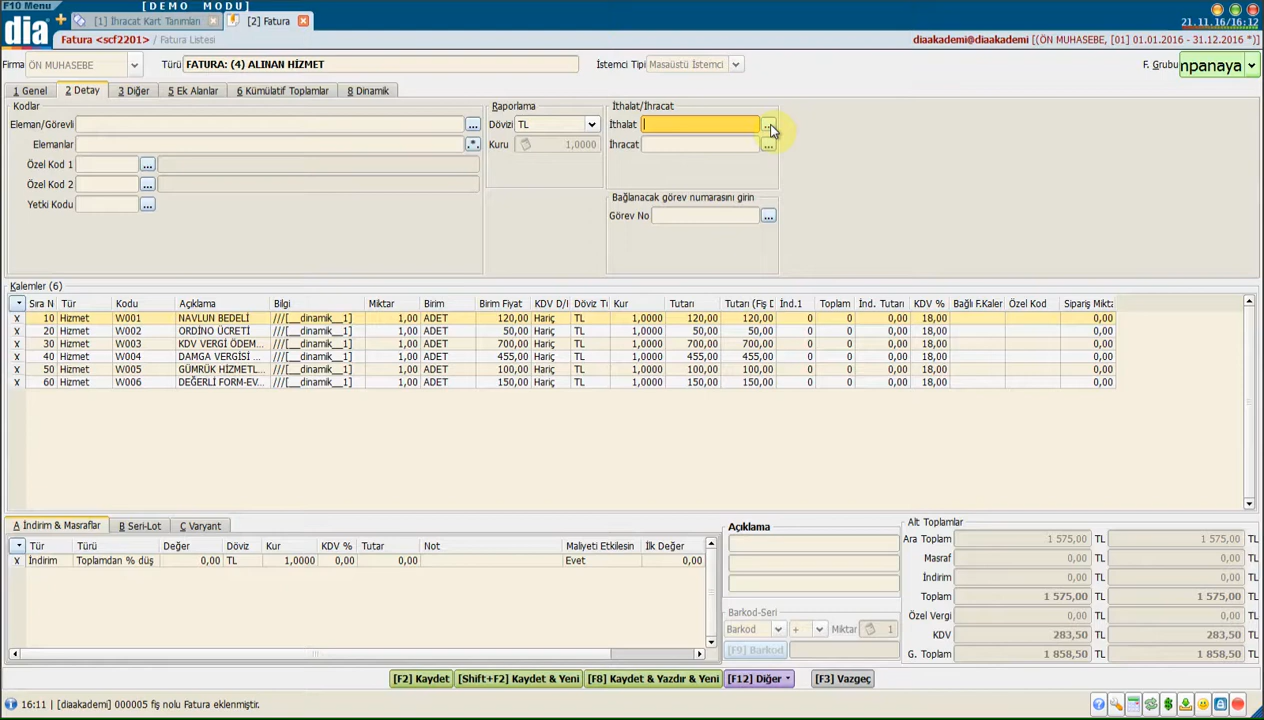 F10 Menu
[DEMO MODU]
dia
[1] İhracat Kart Tanımları
[2] Fatura
21.11.16/16:12
Fatura <scf2201> / Fatura Listesi
diaakademi@diaakademi [(ÖN MUHASEBE, [01] 01.01.2016 - 31.12.2016 *)]
Firma ÖN MUHASEBE Türü FATURA: (4) ALINAN HİZMET İstemci Tipi Masaüstü İstemci F. Grubu npanaya
1 Genel 2 Detay 3 Diğer 5 Ek Alanlar 6 Kümülatif Toplamlar 8 Dinamik
Kodlar Raporlama İthalat/İhracat
Eleman/Görevli ... Dövizi TL İthalat ...
Elemanlar .*. Kuru 1,0000 İhracat ...
Özel Kod 1 ...
Özel Kod 2 ...
Bağlanacak görev numarasını girin
Yetki Kodu ...
Görev No ...
Kalemler (6)
Sıra N Tür Kodu Açıklama Bilgi Miktar Birim Birim Fiyat KDV D/I Döviz Tü Kur Tutarı Tutarı (Fiş D İnd.1 Toplam İnd. Tutarı KDV % Bağlı F.Kaler Özel Kod Sipariş Mikta
X 10 Hizmet W001 NAVLUN BEDELİ ///[__dinamik__1] 1,00 ADET 120,00 Hariç TL 1,0000 120,00 120,00 0 0 0,00 18,00 0,00
X 20 Hizmet W002 ORDİNO ÜCRETİ ///[__dinamik__1] 1,00 ADET 50,00 Hariç TL 1,0000 50,00 50,00 0 0 0,00 18,00 0,00
X 30 Hizmet W003 KDV VERGİ ÖDEM... ///[__dinamik__1] 1,00 ADET 700,00 Hariç TL 1,0000 700,00 700,00 0 0 0,00 18,00 0,00
X 40 Hizmet W004 DAMGA VERGİSİ ... ///[__dinamik__1] 1,00 ADET 455,00 Hariç TL 1,0000 455,00 455,00 0 0 0,00 18,00 0,00
X 50 Hizmet W005 GÜMRÜK HİZMETL... ///[__dinamik__1] 1,00 ADET 100,00 Hariç TL 1,0000 100,00 100,00 0 0 0,00 18,00 0,00
X 60 Hizmet W006 DEĞERLİ FORM-EV... ///[__dinamik__1] 1,00 ADET 150,00 Hariç TL 1,0000 150,00 150,00 0 0 0,00 18,00 0,00
A İndirim & Masraflar B Seri-Lot C Varyant
Tür Türü Değer Döviz Kur KDV % Tutar Not Maliyeti Etkilesin İlk Değer
X İndirim Toplamdan % düş 0,00 TL 1,0000 0,00 0,00 Evet 0,00
Açıklama
Barkod-Seri
Barkod + Miktar 1
[F9] Barkod
Alt Toplamlar
Ara Toplam 1 575,00 TL 1 575,00 TL
Masraf 0,00 TL 0,00 TL
İndirim 0,00 TL 0,00 TL
Toplam 1 575,00 TL 1 575,00 TL
Özel Vergi 0,00 TL 0,00 TL
KDV 283,50 TL 283,50 TL
G. Toplam 1 858,50 TL 1 858,50 TL
[F2] Kaydet [Shift+F2] Kaydet & Yeni [F8] Kaydet & Yazdır & Yeni [F12] Diğer [F3] Vazgeç
16:11 | [diaakademi] 000005 fiş nolu Fatura eklenmiştir.